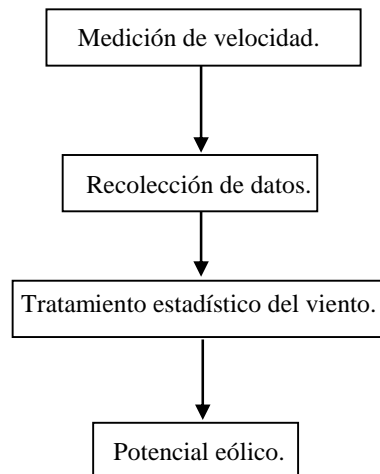 Medición de velocidad.
Recolección de datos.
Tratamiento estadístico del viento.
Potencial eólico.